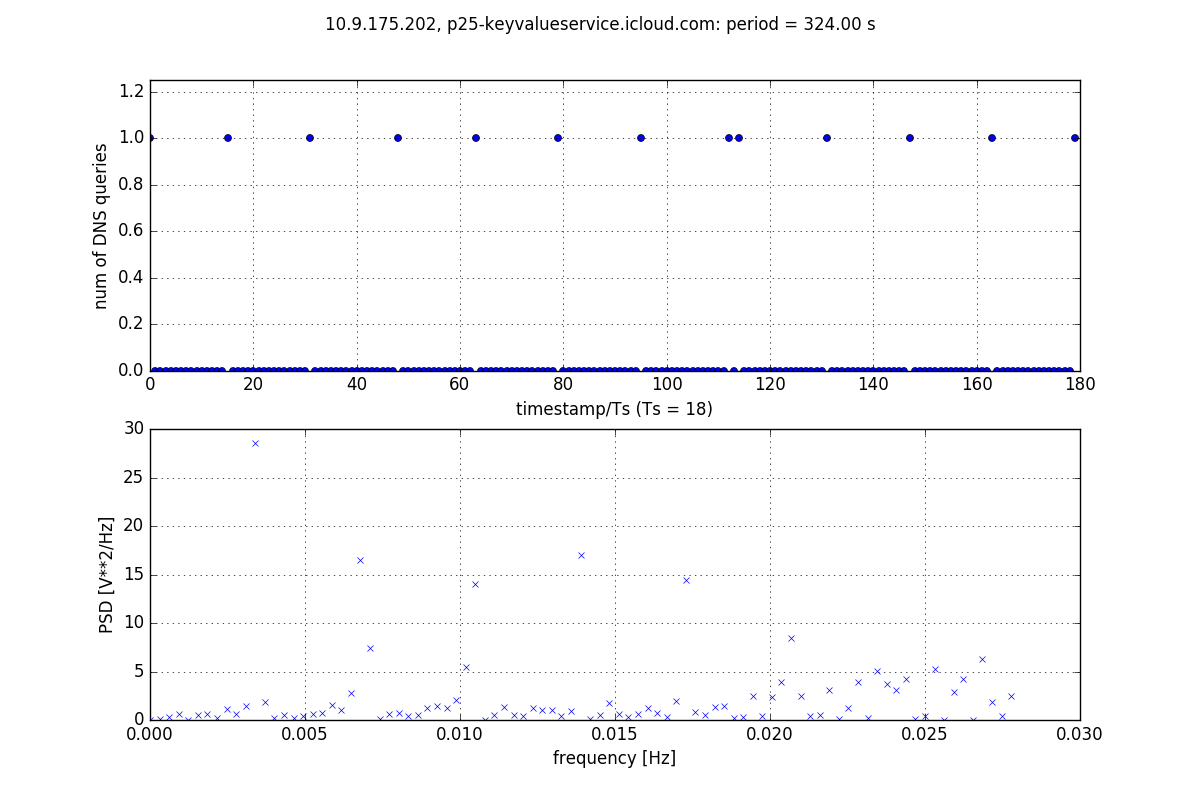 10.9.175.202, p25-keyvalueservice.icloud.com: period = 324.00 s
1.2
1.0
0.8
0.6
0.4
0.2
0.0
num of DNS queries
0 20 40 60 80 100 120 140 160 180
timestamp/Ts (Ts = 18)
30
25
20
15
10
5
0
PSD [V**2/Hz]
0.000 0.005 0.010 0.015 0.020 0.025 0.030
frequency [Hz]